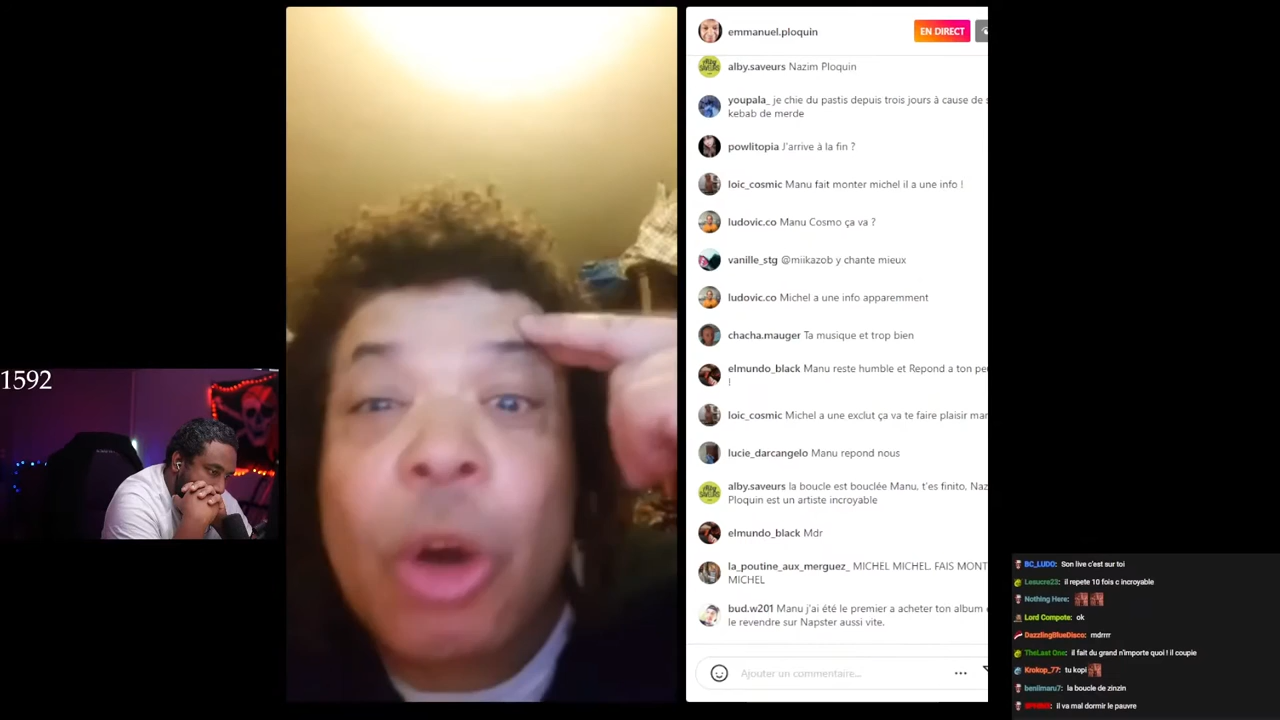 emmanuel.ploquin
EN DIRECT
alby.saveurs Nazim Ploquin
youpala_ je chie du pastis depuis trois jours à cause de
kebab de merde
powlitopia J'arrive à la fin ?
loic_cosmic Manu fait monter michel il a une info !
ludovic.co Manu Cosmo ça va ?
vanille_stg @miikazob y chante mieux
ludovic.co Michel a une info apparemment
chacha.mauger Ta musique et trop bien
elmundo_black Manu reste humble et Repond a ton
!
loic_cosmic Michel a une exclut ça va te faire plaisir
lucie_darcangelo Manu repond nous
alby.saveurs la boucle est bouclée Manu, t'es finito,
Ploquin est un artiste incroyable
elmundo_black Mdr
la_poutine_aux_merguez_ MICHEL MICHEL. FAIS
MICHEL
bud.w201 Manu j'ai été le premier a acheter ton album
le revendre sur Napster aussi vite.
Ajouter un commentaire...
1592
BC_LUDO: Son live c'est sur toi
Lesucre23: il repete 10 fois c incroyable
Nothing Here:
Lord Compote: ok
DazzlingBlueDisco: mdrrrr
TheLast One: il fait du grand n'importe quoi ! il coupie
Krokop_77: tu kopi
beniimaru7: la boucle de zinzin
il va mal dormir le pauvre